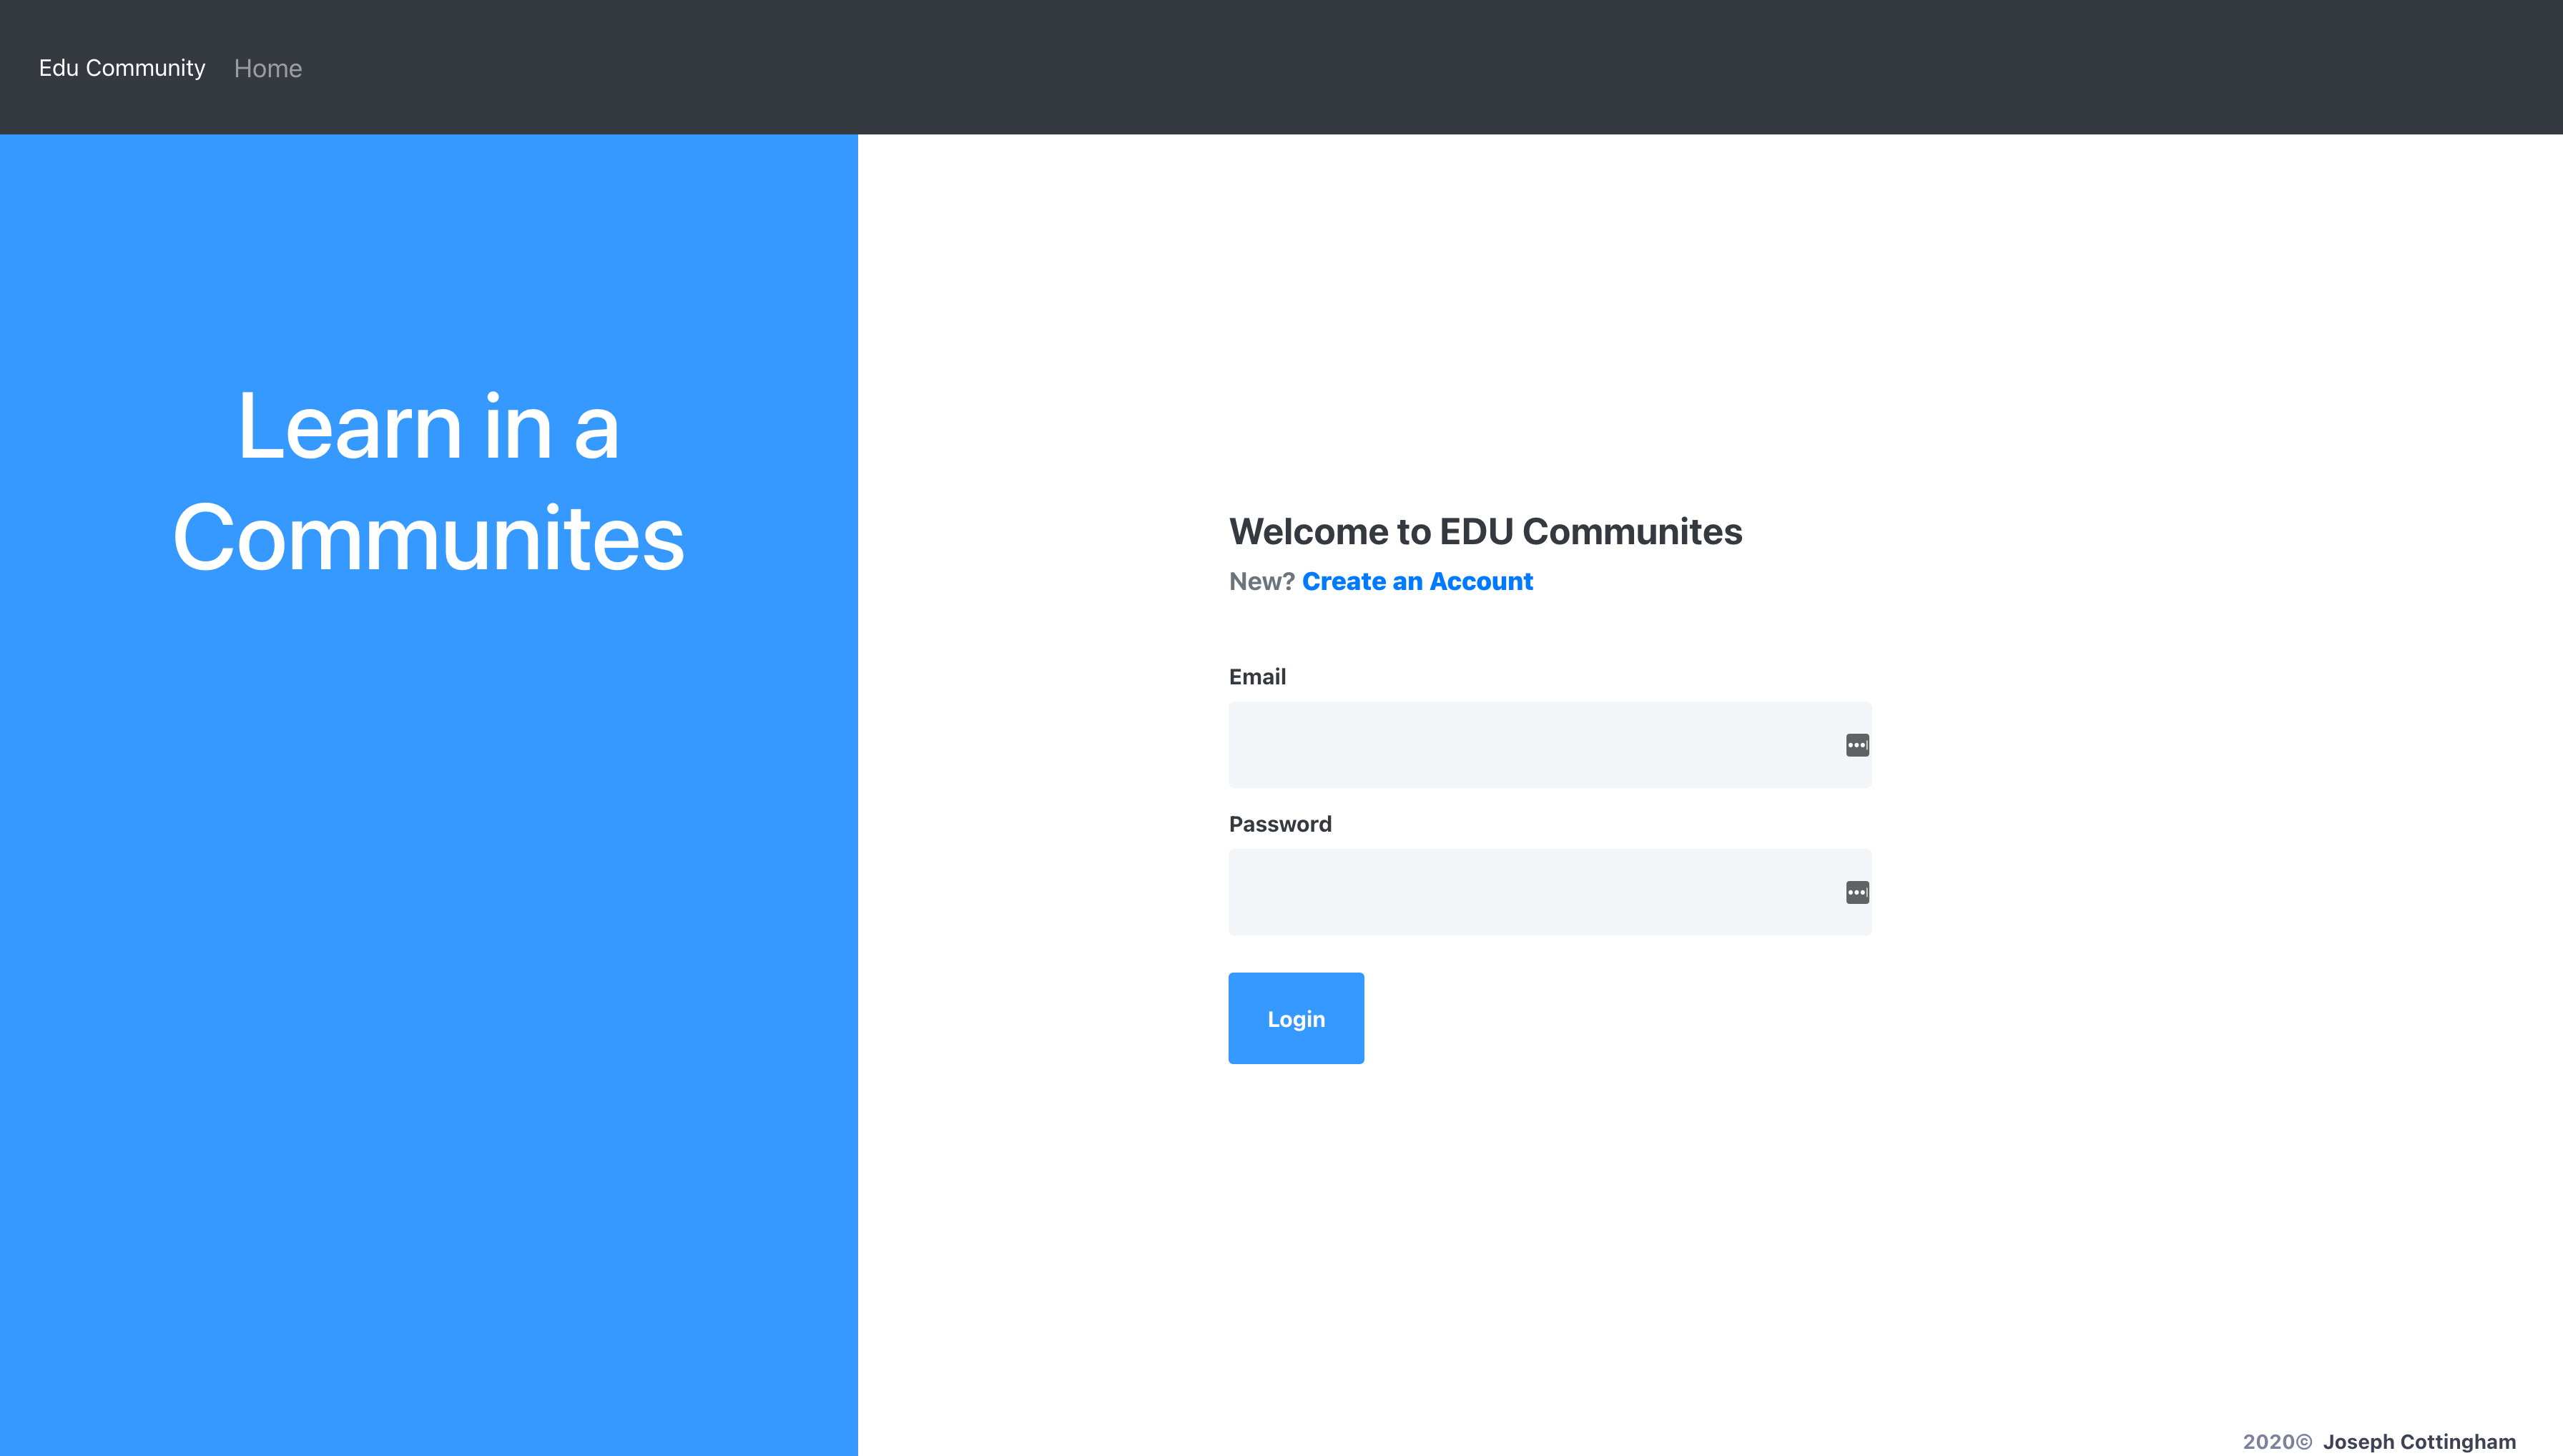 Edu Community Home
Learn in a
Communites
Welcome to EDU Communites
New? Create an Account
Email
Password
Login
2020© Joseph Cottingham